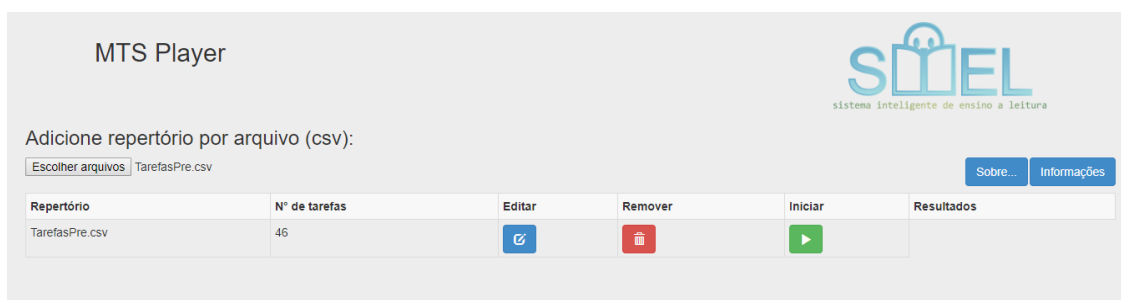 MTS Player
SIIEL
sistema inteligente de ensino a leitura
Adicione repertório por arquivo (csv):
Escolher arquivos TarefasPre.csv
Sobre... Informações
Repertório N° de tarefas Editar Remover Iniciar Resultados
TarefasPre.csv 46